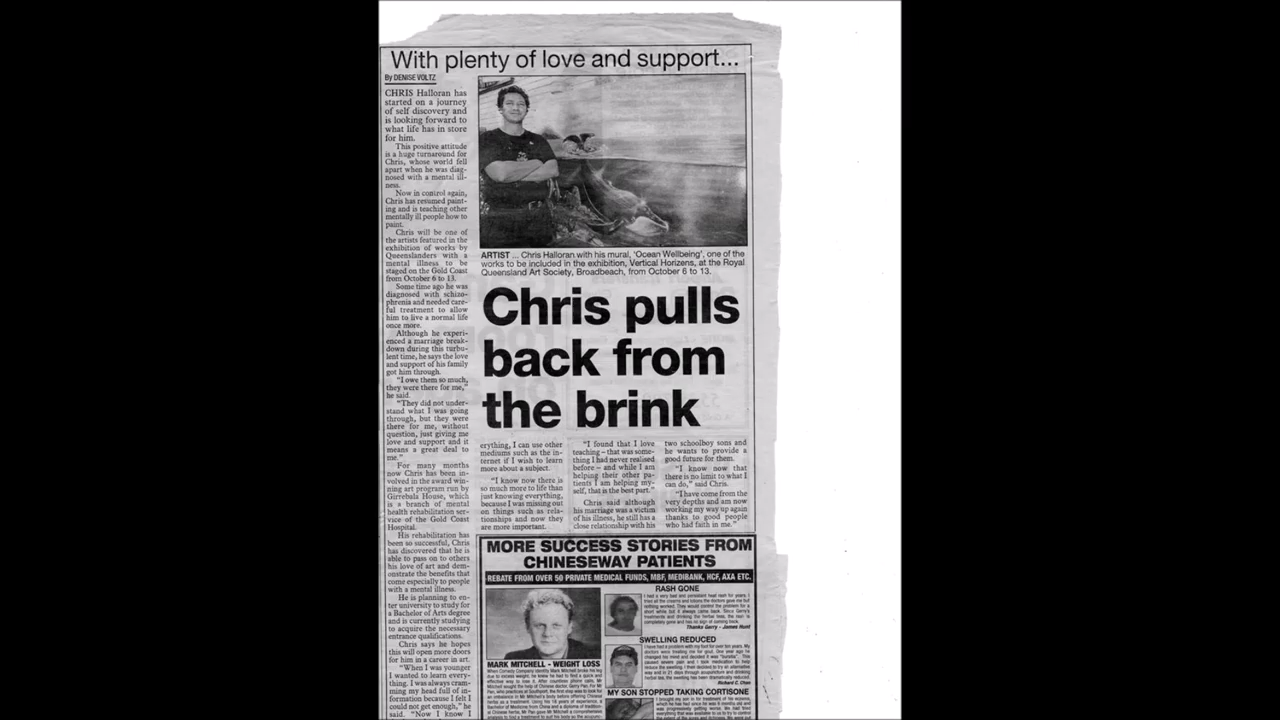 With plenty of love and support...
By DENISE VOLTZ
CHRIS Halloran has
started on a journey
of self discovery and
is looking forward to
what life has in store
for him.
This positive attitude
is a huge turnaround for
Chris, whose world fell
apart when he was diag-
nosed with a mental ill-
ness.
Now in control again,
Chris has resumed paint-
ing and is teaching other
mentally ill people how to
paint.
Chris will be one of
the artists featured in the
exhibition of works by
Queenslanders with a
mental illness to be
staged on the Gold Coast
from October 6 to 13.
Some time ago he was
diagnosed with schizo-
phrenia and needed care-
ful treatment to allow
him to live a normal life
once more.
Although he experi-
enced a marriage break-
down during this turbu-
lent time, he says the love
and support of his family
got him through.
"I owe them so much,
they were there for me,"
he said.
"They did not under-
stand what I was going
through, but they were
there for me, without
question, just giving me
love and support and it
means a great deal to
me."
For many months
now Chris has been in-
volved in the award win-
ning art program run by
Girrebala House, which
is a branch of mental
health rehabilitation ser-
vice of the Gold Coast
Hospital.
His rehabilitation has
been so successful, Chris
has discovered that he is
able to pass on to others
his love of art and dem-
onstrate the benefits that
come especially to people
with a mental illness.
He is planning to en-
ter university to study for
a Bachelor of Arts degree
and is currently studying
to acquire the necessary
entrance qualifications.
Chris says he hopes
this will open more doors
for him in a career in art.
"When I was younger
I wanted to learn every-
thing. I was always cram-
ming my head full of in-
formation because I felt I
could not get enough," he
said. "Now I know I
ARTIST ... Chris Halloran with his mural, 'Ocean Wellbeing', one of the
works to be included in the exhibition, Vertical Horizens, at the Royal
Queensland Art Society, Broadbeach, from October 6 to 13.
Chris pulls
back from
the brink
erything, I can use other
mediums such as the in-
ternet if I wish to learn
more about a subject.
"I know now there is
so much more to life than
just knowing everything,
because I was missing out
on things such as rela-
tionships and now they
are more important.
"I found that I love
teaching – that was some-
thing I had never realised
before – and while I am
helping their other pa-
tients I am helping my-
self, that is the best part."
Chris said although
his marriage was a victim
of his illness, he still has a
close relationship with his
two schoolboy sons and
he wants to provide a
good future for them.
"I know now that
there is no limit to what I
can do," said Chris.
"I have come from the
very depths and am now
working my way up again
thanks to good people
who had faith in me."
MORE SUCCESS STORIES FROM
CHINESEWAY PATIENTS
REBATE FROM OVER 50 PRIVATE MEDICAL FUNDS, MBF, MEDIBANK, HCF, AXA ETC.
MARK MITCHELL - WEIGHT LOSS
RASH GONE
SWELLING REDUCED
MY SON STOPPED TAKING CORTISONE